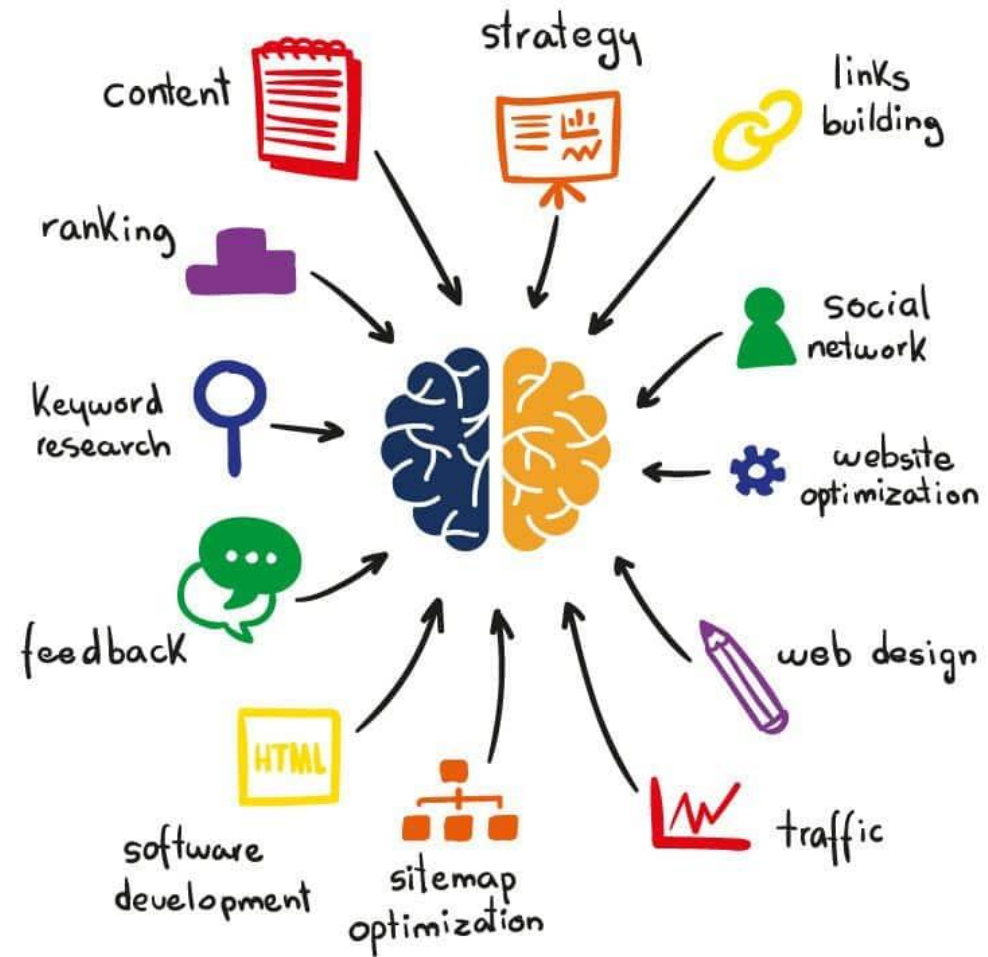 strategy
content
links
building
ranking
social
network
Keyword
research
website
optimization
feedback
web design
HTML
software
development
sitemap
optimization
traffic